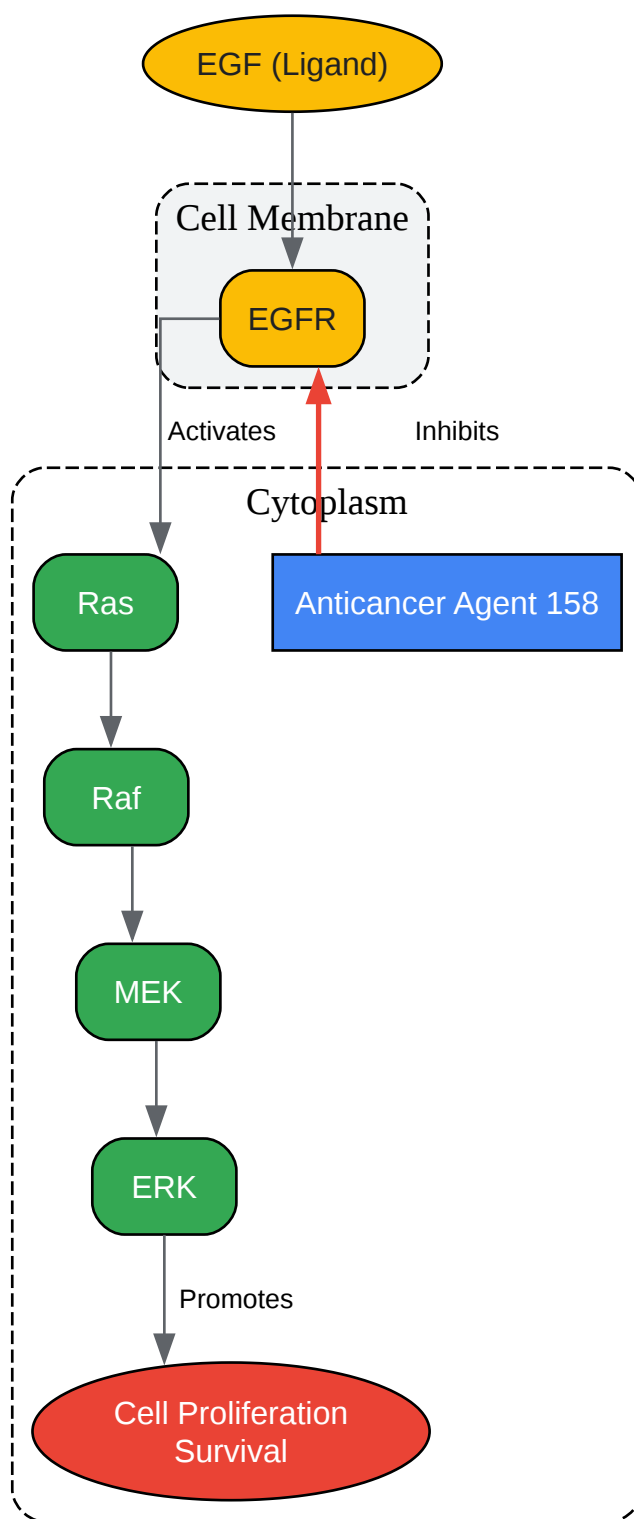 EGF (Ligand)
Cell Membrane
EGFR
Activates
Inhibits
Cytoplasm
Ras
Anticancer Agent 158
Raf
MEK
ERK
Promotes
Cell Proliferation
Survival